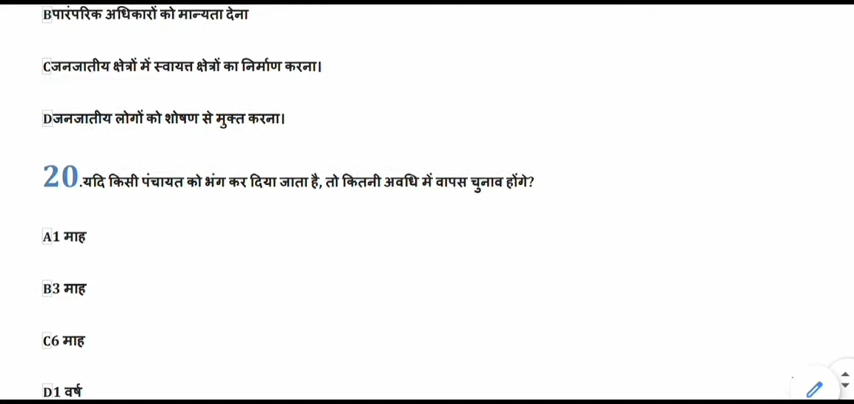 Bपारंपरिक अधिकारों को मान्यता देना
Cजनजातीय क्षेत्रों में स्वायत्त क्षेत्रों का निर्माण करना।
Dजनजातीय लोगों को शोषण से मुक्त करना।
20.यदि किसी पंचायत को भंग कर दिया जाता है, तो कितनी अवधि में वापस चुनाव होंगे?
A1 माह
B3 माह
C6 माह
D1 वर्ष